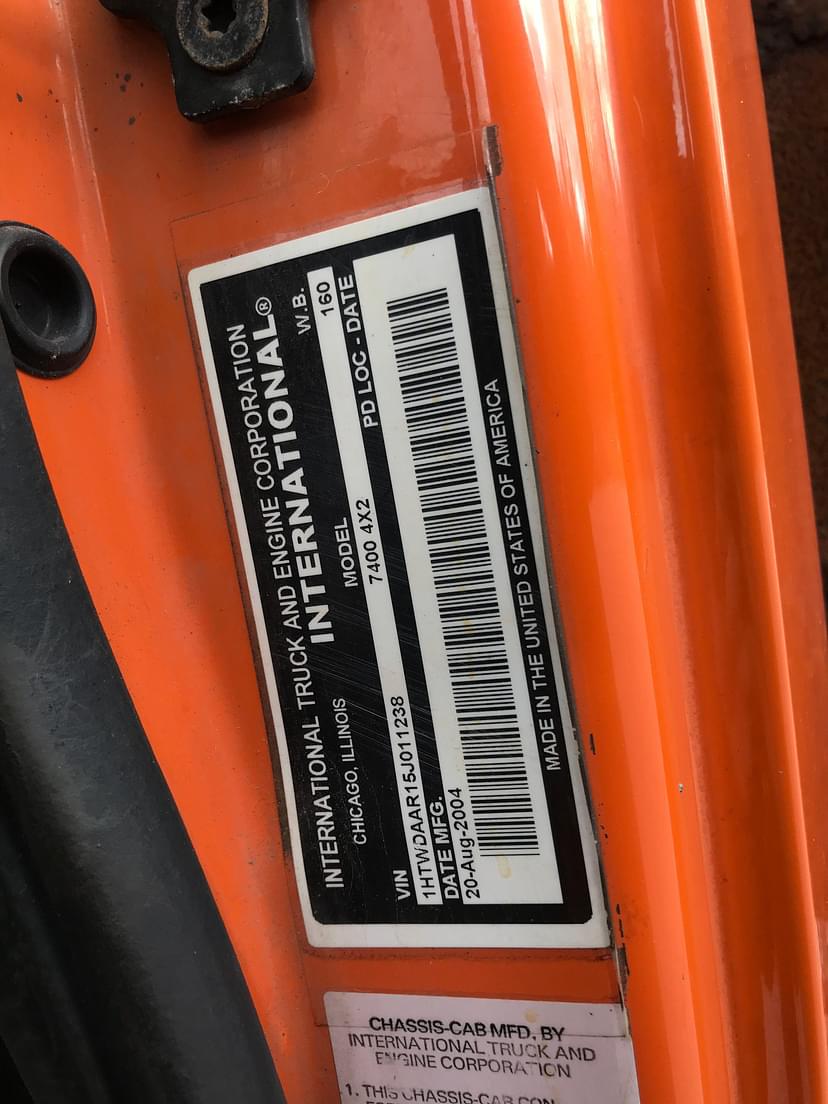 INTERNATIONAL TRUCK AND ENGINE CORPORATION
CHICAGO, ILLINOIS INTERNATIONAL®
MODEL W.B.
7400 4X2 160
VIN PD LOC - DATE
1HTWDAAR15J011238
DATE MFG.
20-Aug-2004
MADE IN THE UNITED STATES OF AMERICA
CHASSIS-CAB MFD. BY
INTERNATIONAL TRUCK AND
ENGINE CORPORATION
1. THIS CHASSIS-CAB CON